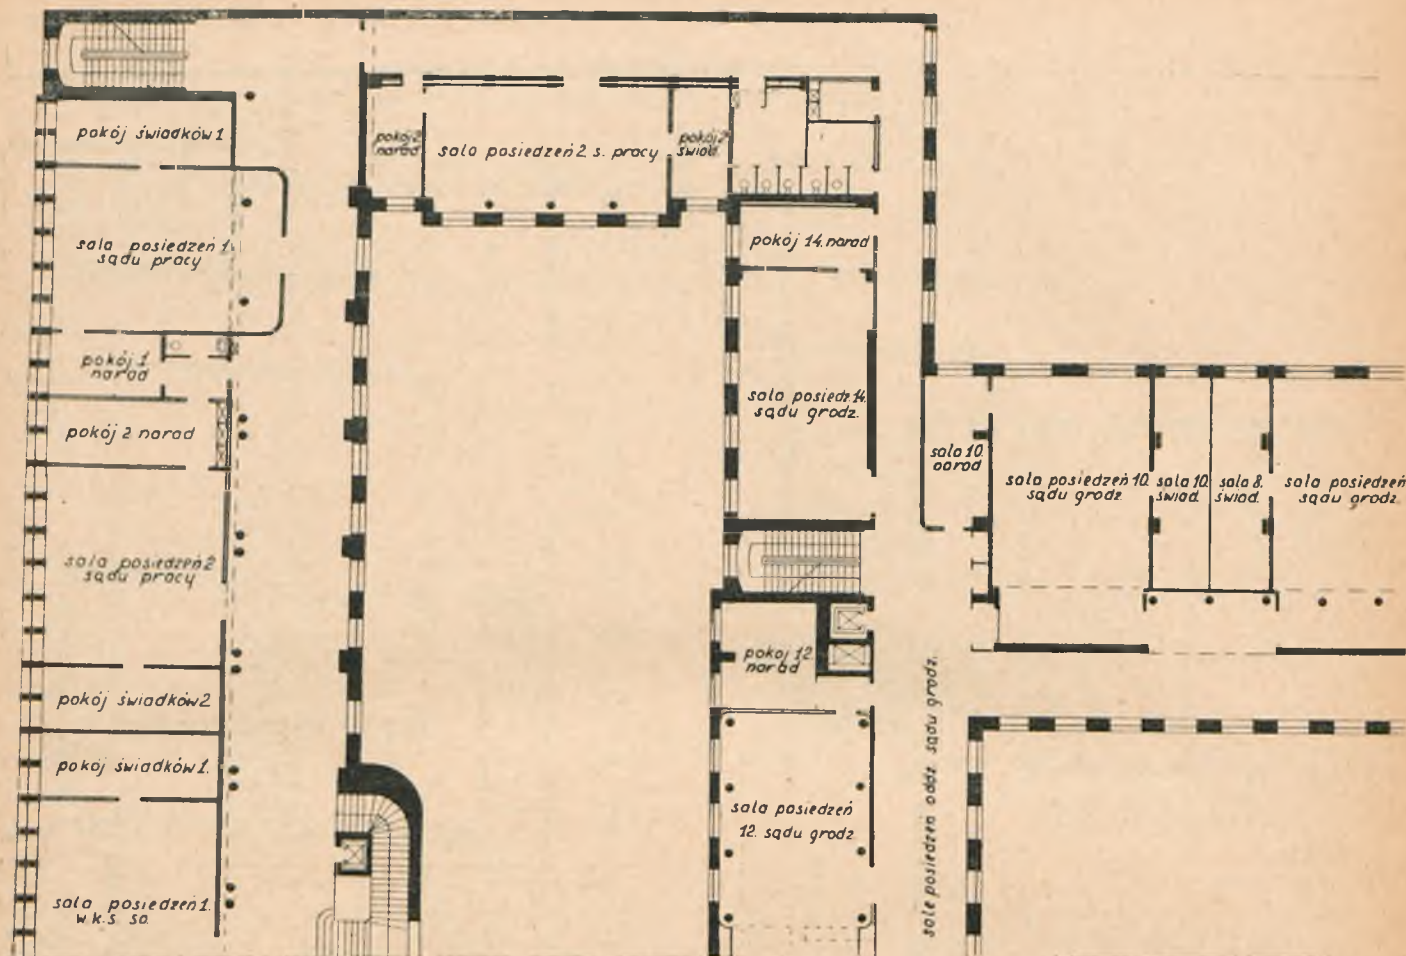 pokój świadków 1
pokój 2
narad
sala posiedzeń 2. s. pracy
pokój 2
świad.
sala posiedzeń 1.
sądu pracy
pokój 14. narad
pokój 1
narad
sala posiedz. 14.
sądu grodz.
pokój 2 narad
sala 10.
narad
sala posiedzeń 10.
sądu grodz
sala 10.
świad.
sala 8.
świad.
sala posiedzeń
sądu grodz
sala posiedzeń 2
sądu pracy
pokój 12.
narad
pokój świadków 2
pokój świadków 1.
sala posiedzeń
12. sądu grodz
sale posiedzeń oddz. sądu grodz.
sala posiedzeń 1.
w.k.s. so.